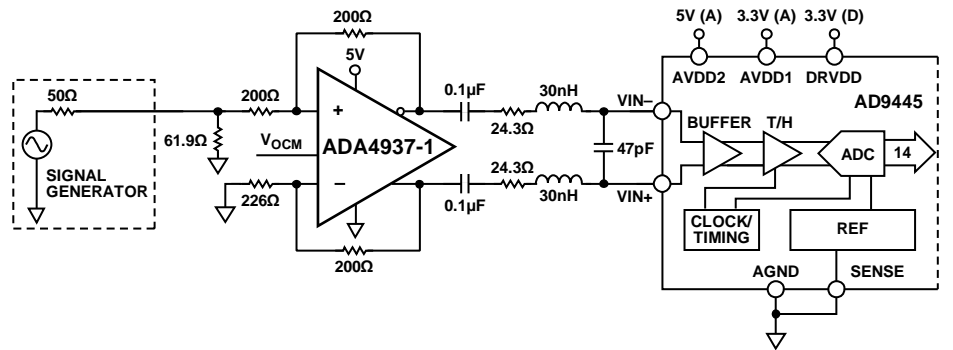 200Ω
5V (A) 3.3V (A) 3.3V (D)
5V
AVDD2 AVDD1 DRVDD
50Ω
200Ω
0.1µF
30nH
VIN–
AD9445
+
24.3Ω
BUFFER T/H
61.9Ω
VOCM
ADA4937-1
47pF
ADC
14
SIGNAL
GENERATOR
24.3Ω
–
226Ω
0.1µF
30nH
VIN+
CLOCK/
TIMING
REF
200Ω
AGND SENSE